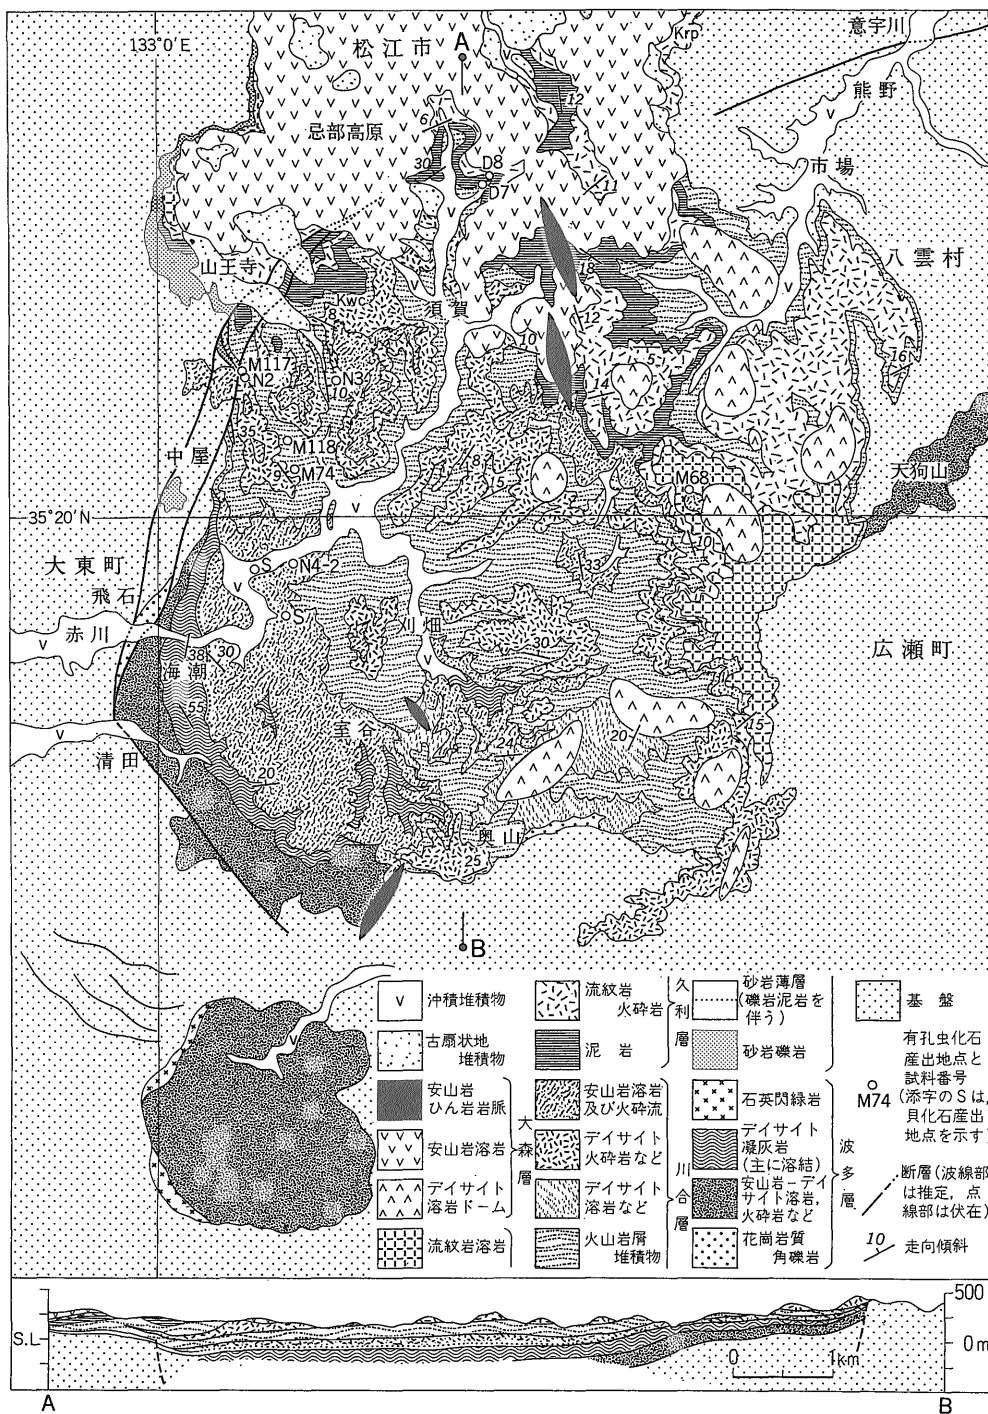 133°0′E
松江市
A
Krp
意宇川
熊野
忌部高原
6
12
30
D8
D7
11
市場
八雲村
山王寺
18
Kwc
8
須賀
12
10
5
16
M117
N2
N3
10
14
35
M118
中屋
9
M74
8
15
M68
天狗山
35°20′N
10
大東町
S
N4-2
33
飛石
S
刈畑
赤川
38
30
30
広瀬町
海潮
55
室谷
15
24
20
清田
20
奥山
25
B
v
沖積堆積物
古扇状地
堆積物
安山岩
ひん岩岩脈
安山岩溶岩
デイサイト
溶岩ドーム
流紋岩溶岩
大森層
流紋岩
火砕岩
泥岩
安山岩溶岩
及び火砕流
デイサイト
火砕岩など
デイサイト
溶岩など
火山岩屑
堆積物
久利層
川合層
砂岩薄層
(礫岩泥岩を
伴う)
砂岩礫岩
石英閃緑岩
デイサイト
凝灰岩
(主に溶結)
安山岩−デイ
サイト溶岩,
火砕岩など
花崗岩質
角礫岩
波多層
基盤
有孔虫化石
産出地点と
試料番号
M74
(添字のSは,
貝化石産出
地点を示す)
断層(波線部
は推定, 点
線部は伏在)
10
走向傾斜
S.L
500
0m
0
1km
A
B